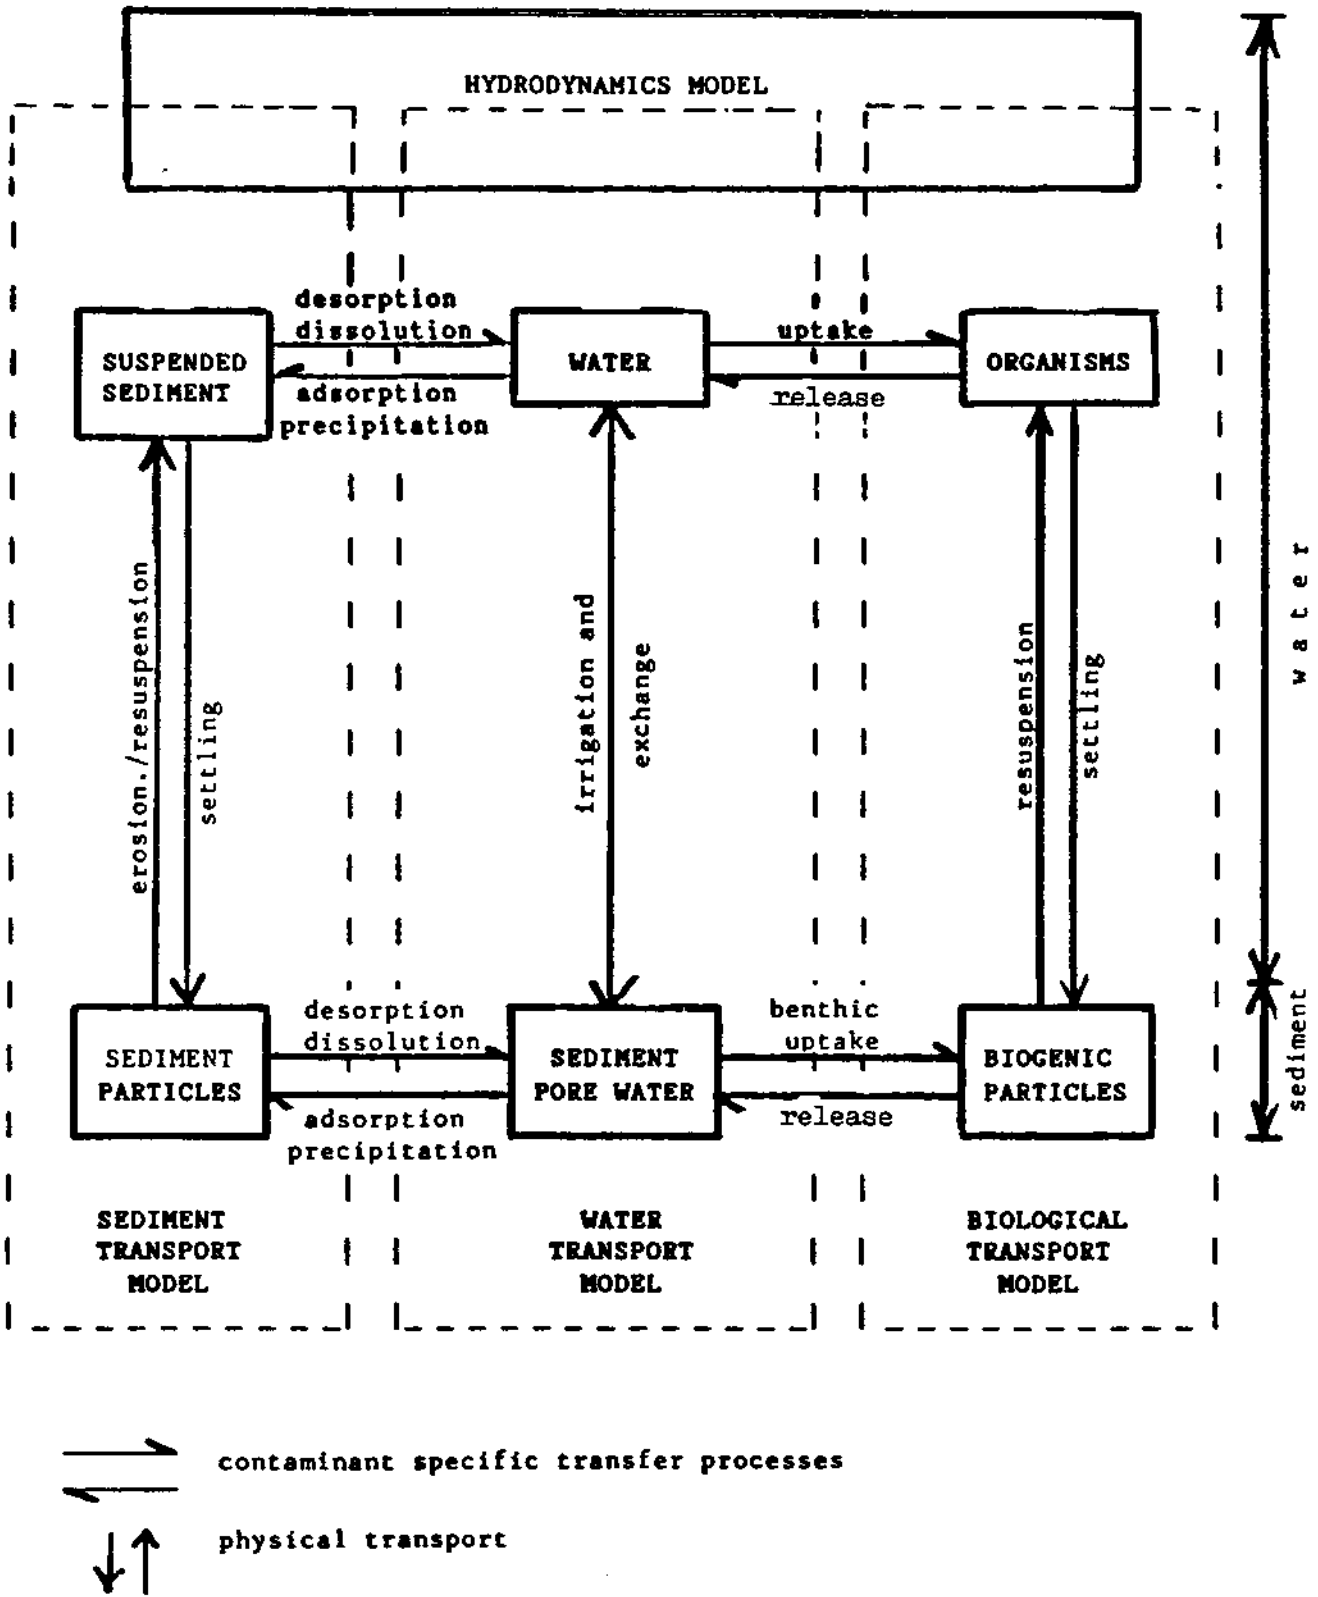 HYDRODYNAMICS MODEL
desorption
dissolution
adsorption
precipitation
uptake
release
SUSPENDED
SEDIMENT
WATER
ORGANISMS
erosion./resuspension
settling
irrigation and
exchange
resuspension
settling
water
desorption
dissolution
adsorption
precipitation
benthic
uptake
release
SEDIMENT
PARTICLES
SEDIMENT
PORE WATER
BIOGENIC
PARTICLES
sediment
SEDIMENT
TRANSPORT
MODEL
WATER
TRANSPORT
MODEL
BIOLOGICAL
TRANSPORT
MODEL
contaminant specific transfer processes
physical transport